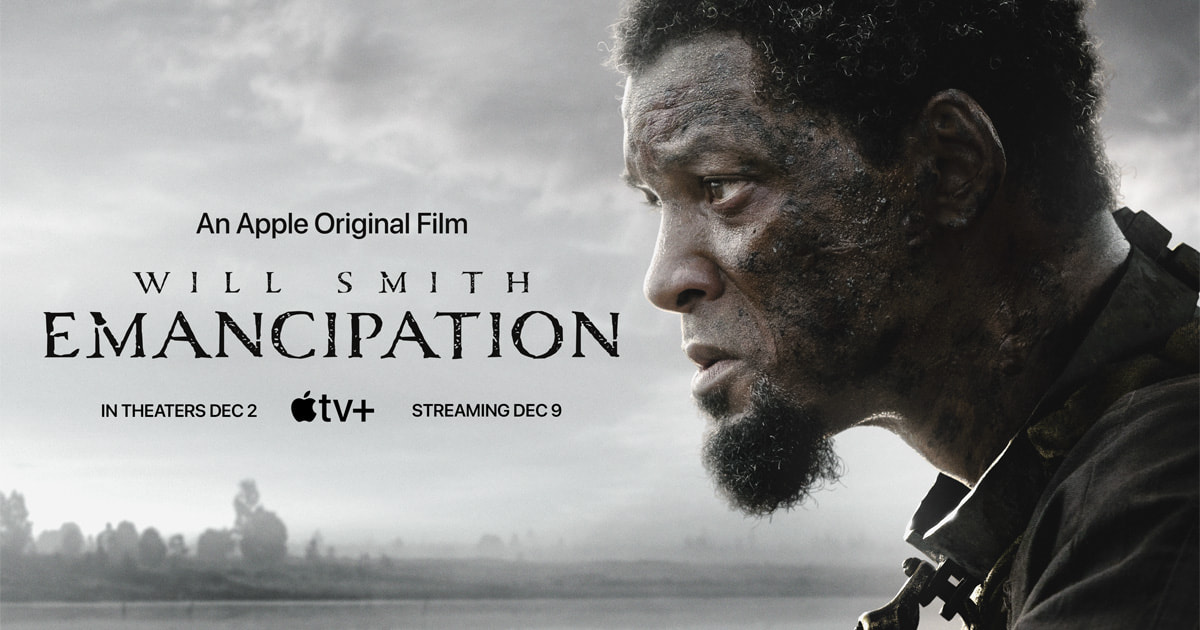 An Apple Original Film
WILL SMITH
EMANCIPATION
IN THEATERS DEC 2 tv+ STREAMING DEC 9